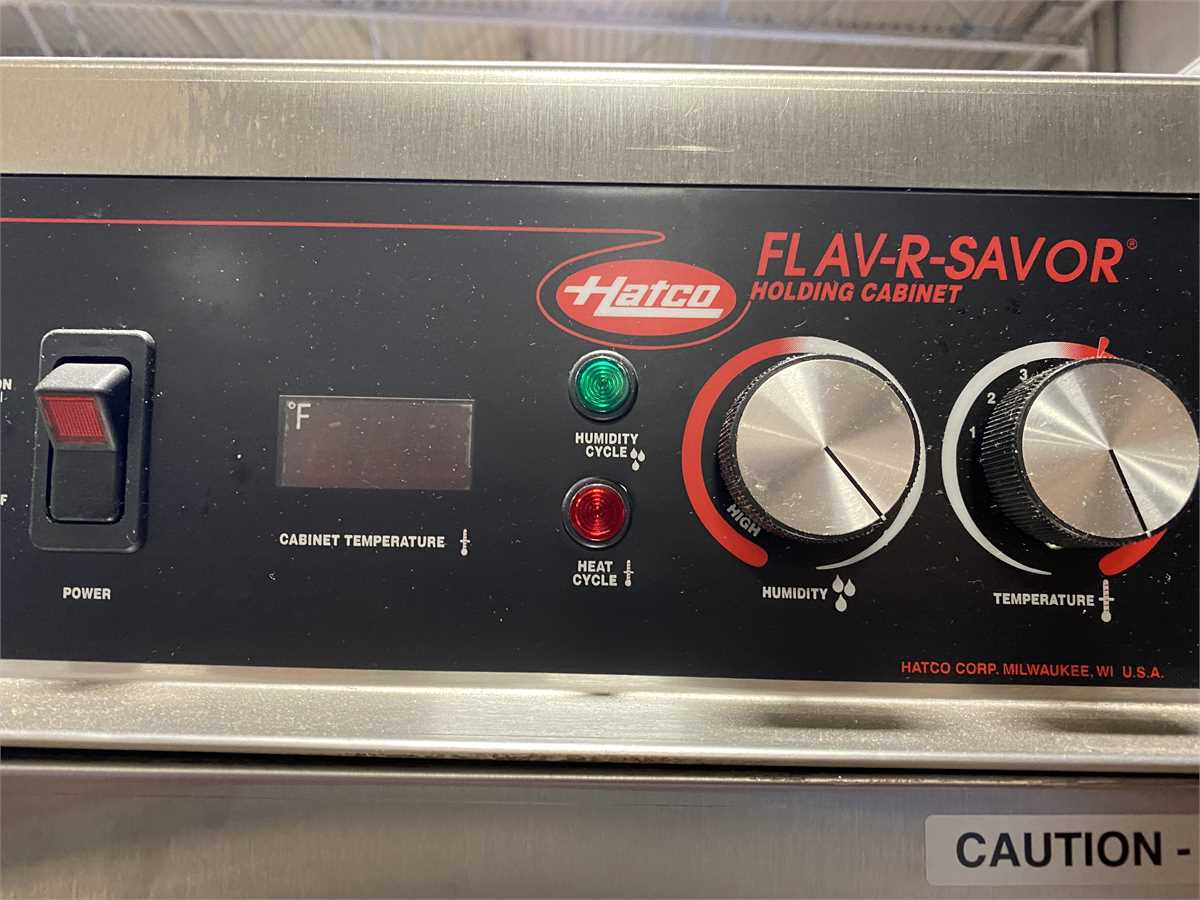 FLAV-R-SAVOR®
Hatco
HOLDING CABINET
ON
I
3
2
1
°F
HUMIDITY
CYCLE
HIGH
CABINET TEMPERATURE
HEAT
CYCLE
POWER
HUMIDITY
TEMPERATURE
HATCO CORP. MILWAUKEE, WI U.S.A.
CAUTION -